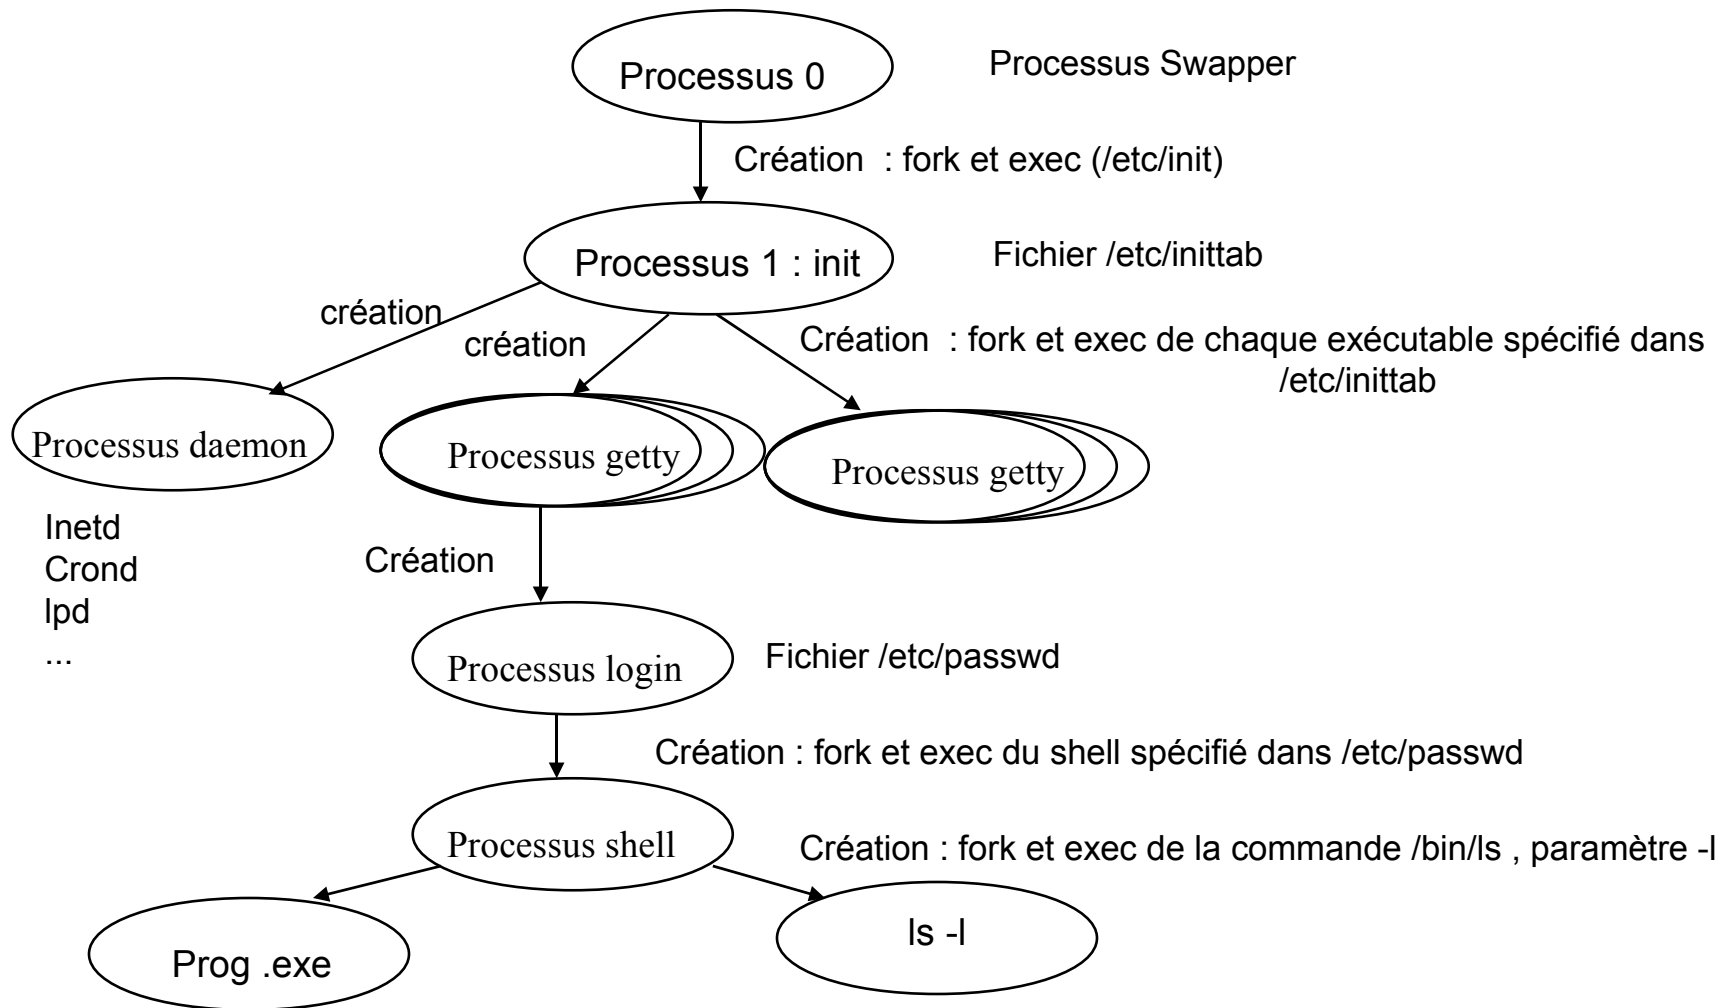 Processus 0
Processus Swapper
Création : fork et exec (/etc/init)
Processus 1 : init
Fichier /etc/inittab
création
création
Création : fork et exec de chaque exécutable spécifié dans
/etc/inittab
Processus daemon
Processus getty
Processus getty
Inetd
Crond
lpd
...
Création
Processus login
Fichier /etc/passwd
Création : fork et exec du shell spécifié dans /etc/passwd
Processus shell
Création : fork et exec de la commande /bin/ls , paramètre -l
Prog .exe
ls -l